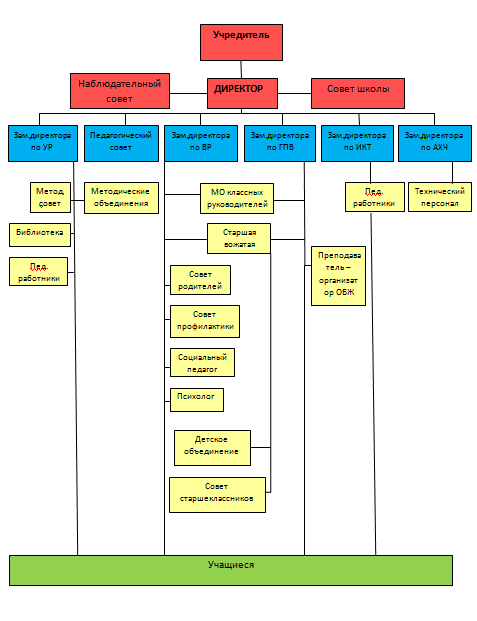 Учредитель
Наблюдательный
совет
ДИРЕКТОР
Совет школы
Зам.директора
по УР
Педагогический
совет
Зам.директора
по ВР
Зам.директора
по ГПВ
Зам.директора
по ИКТ
Зам.директора
по АХЧ
Метод.
совет
Методические
объединения
МО классных
руководителей
Пед.
работники
Технический
персонал
Библиотека
Старшая
вожатая
Пед.
работники
Совет
родителей
Преподава
тель –
организат
ор ОБЖ
Совет
профилактики
Социальный
педагог
Психолог
Детское
объединение
Совет
старшеклассников
Учащиеся